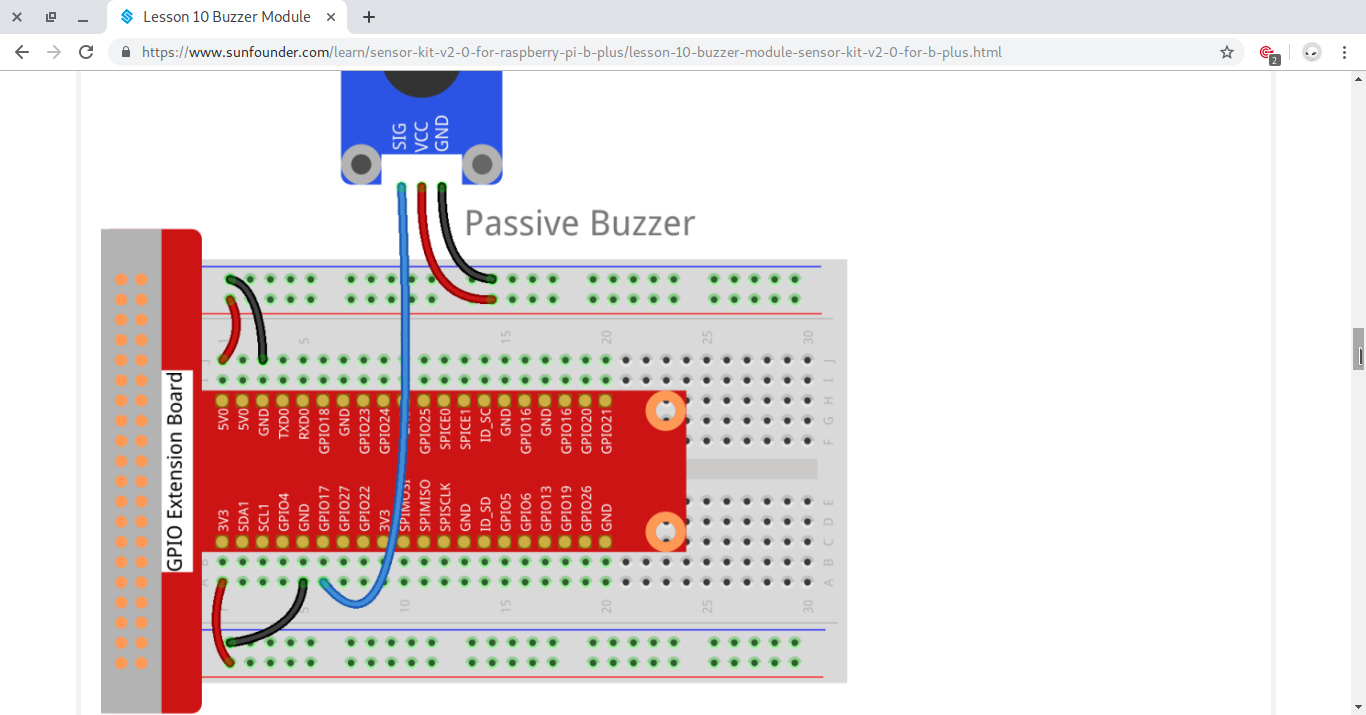 Lesson 10 Buzzer Module
https://www.sunfounder.com/learn/sensor-kit-v2-0-for-raspberry-pi-b-plus/lesson-10-buzzer-module-sensor-kit-v2-0-for-b-plus.html
2
SIG
VCC
GND
Passive Buzzer
1 5 15 20 25 30
J
I
H
G
F
5V0 5V0 GND TXD0 RXD0 GPIO18 GND GPIO23 GPIO24 GPIO25 SPICE0 SPICE1 ID_SC GND GPIO16 GND GPIO16 GPIO20 GPIO21
GPIO Extension Board
3V3 SDA1 SCL1 GPIO4 GND GPIO17 GPIO27 GPIO22 3V3 SPIMOSI SPIMISO SPISCLK GND ID_SD GPIO5 GPIO6 GPIO13 GPIO19 GPIO26 GND
E
D
C
B B
A A
1 5 10 15 20 25 30